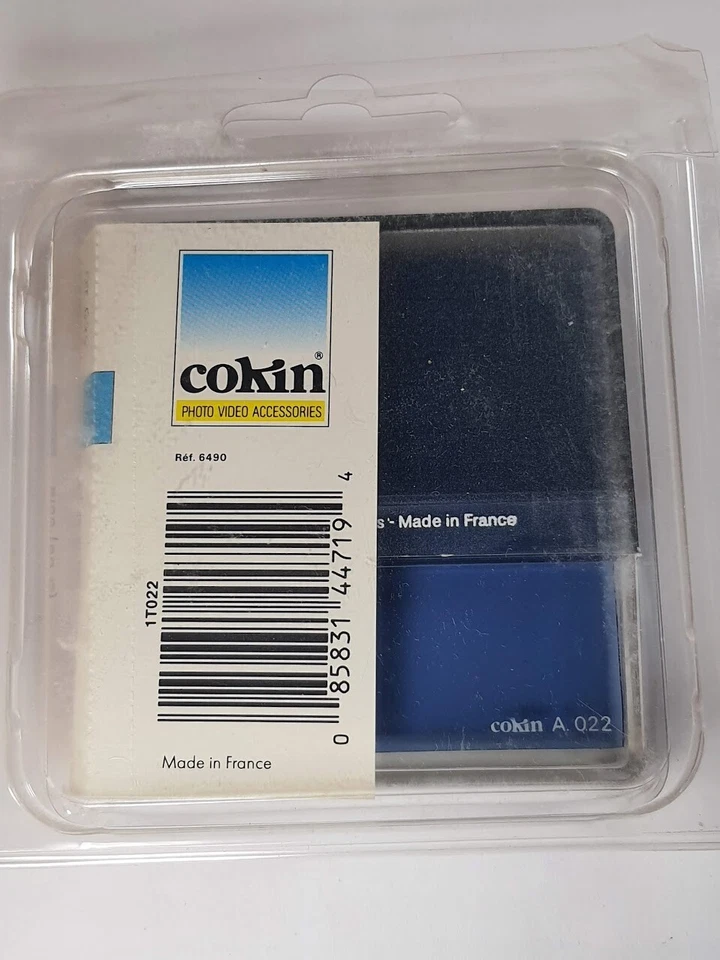 cokin®
PHOTO VIDEO ACCESSORIES
Réf. 6490
1T022
0 85831 44719 4
Made in France
s - Made in France
cokin A 022